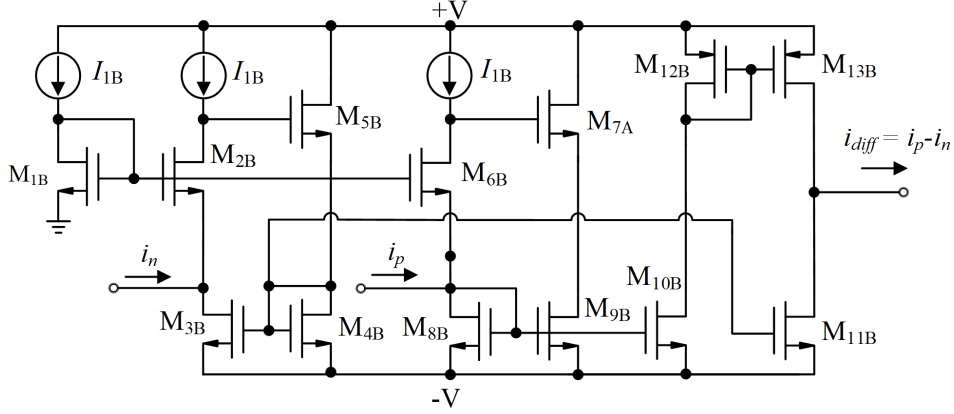 +V
I1B
I1B
I1B
M12B
M13B
M5B
M7A
M2B
M1B
M6B
idiff = ip-in
in
ip
M10B
M3B
M4B
M8B
M9B
M11B
-V